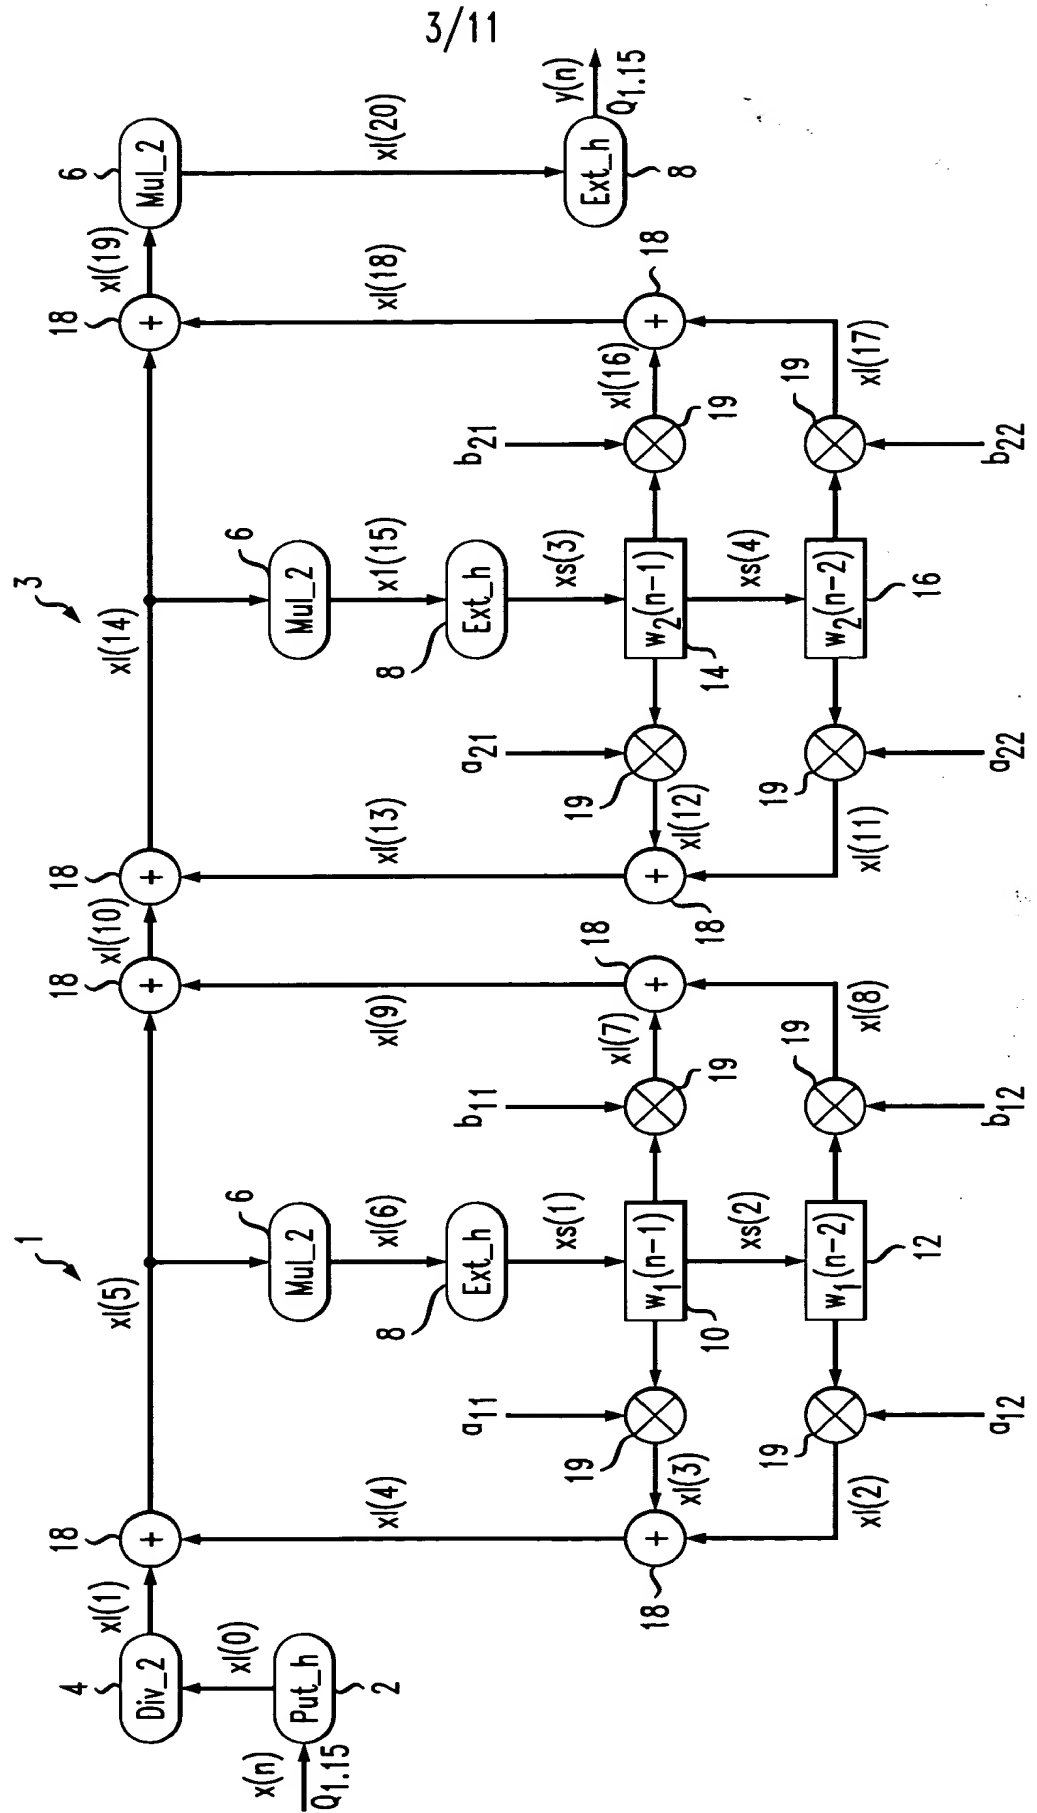 3/11
1
3
4
18
18
18
18
6
xl(1)
xl(5)
xl(10)
xl(14)
xl(19)
Div_2
+
+
+
+
Mul_2
xl(0)
6
6
x(n)
Q1.15
Put_h
2
Mul_2
Mul_2
xl(4)
xl(6)
xl(9)
xl(13)
x1(15)
xl(18)
xl(20)
8
Ext_h
8
Ext_h
a11
b11
a21
b21
xs(1)
xs(3)
y(n)
Q1.15
Ext_h
8
19
18
19
18
xl(7)
xl(16)
+
w1(n-1)
+
+
w2(n-1)
+
18
xl(3)
10
19
18
xl(12)
14
19
xs(2)
xs(4)
19
19
19
19
w1(n-2)
w2(n-2)
xl(2)
xl(8)
xl(11)
xl(17)
12
16
a12
b12
a22
b22